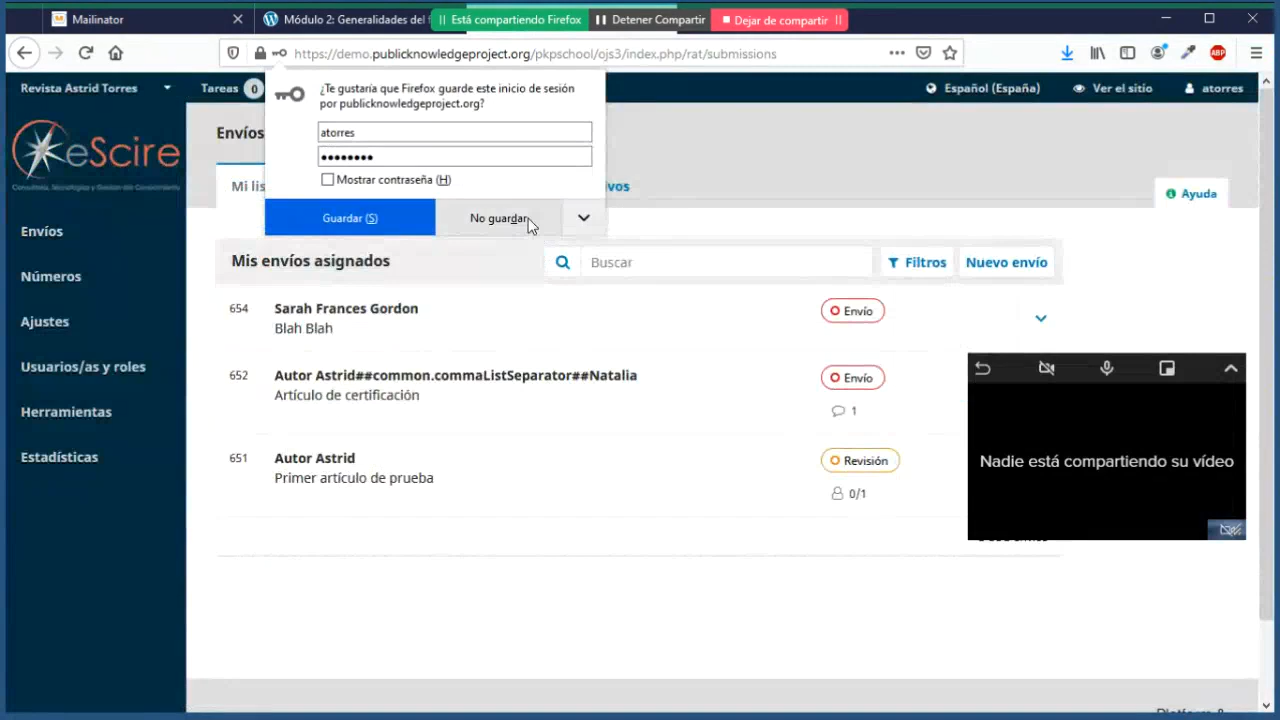 Mailinator
Módulo 2: Generalidades del
Está compartiendo Firefox
Detener Compartir
Dejar de compartir
https://demo.publicknowledgeproject.org/pkpschool/ojs3/index.php/rat/submissions
ABP
Revista Astrid Torres
Tareas 0
Español (España)
Ver el sitio
atorres
¿Te gustaría que Firefox guarde este inicio de sesión
por publicknowledgeproject.org?
atorres
Mostrar contraseña (H)
Guardar (S)
No guardar
eScire
Envíos
Números
Ajustes
Usuarios/as y roles
Herramientas
Estadísticas
Envíos
Mi lis
vos
Ayuda
Mis envíos asignados
Buscar
Filtros
Nuevo envío
654
Sarah Frances Gordon
Blah Blah
Envío
652
Autor Astrid##common.commaListSeparator##Natalia
Artículo de certificación
Envío
1
651
Autor Astrid
Primer artículo de prueba
Revisión
0/1
Nadie está compartiendo su vídeo